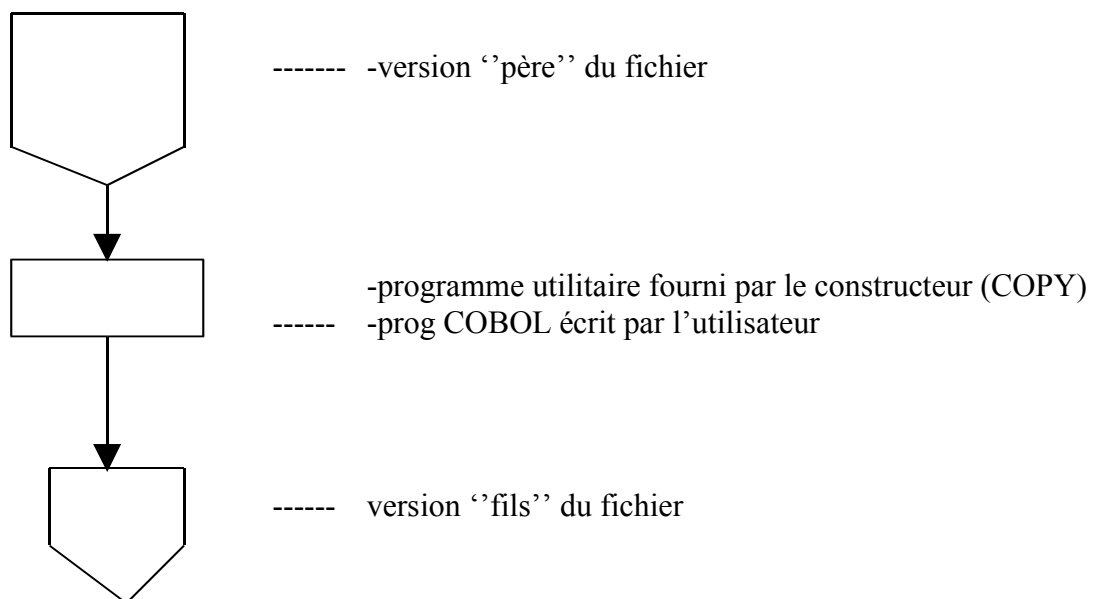 ------- -version ‘’père’’ du fichier
-programme utilitaire fourni par le constructeur (COPY)
------ -prog COBOL écrit par l’utilisateur
------ version ‘’fils’’ du fichier